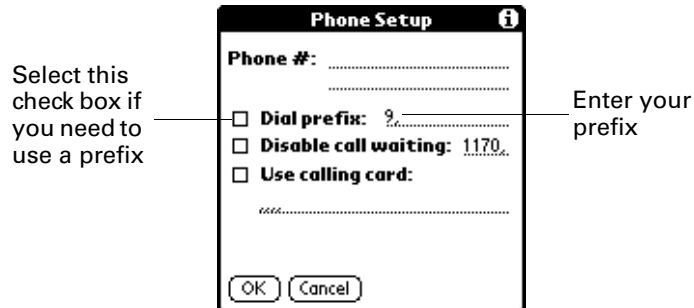 Phone Setup i
Phone #:
Select this
check box if
you need to
use a prefix
Dial prefix: 9,
Enter your
prefix
Disable call waiting: 1170,
Use calling card:
,,,,
OK Cancel